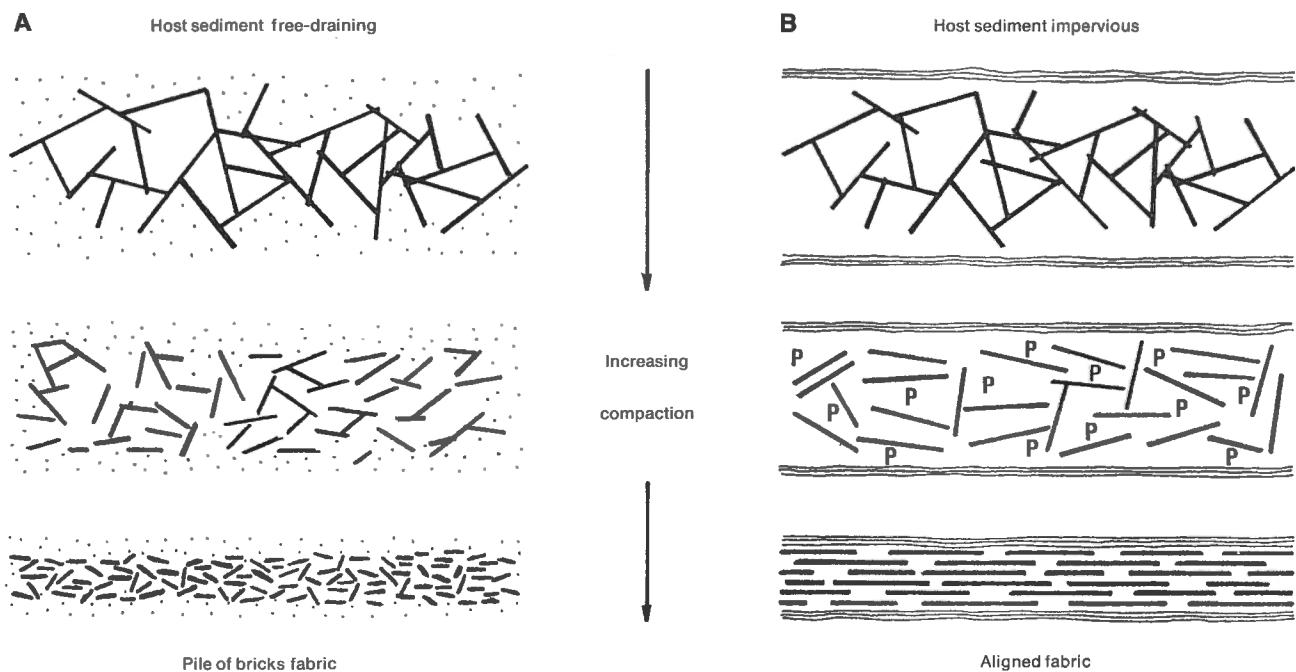 A
Host sediment free-draining
B
Host sediment impervious
Increasing
compaction
P
P
P
P
P
P
P
P
P
P
P
P
P
P
Pile of bricks fabric
Aligned fabric